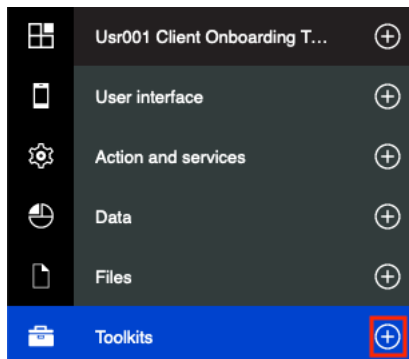 Usr001 Client Onboarding T...
User interface
Action and services
Data
Files
Toolkits